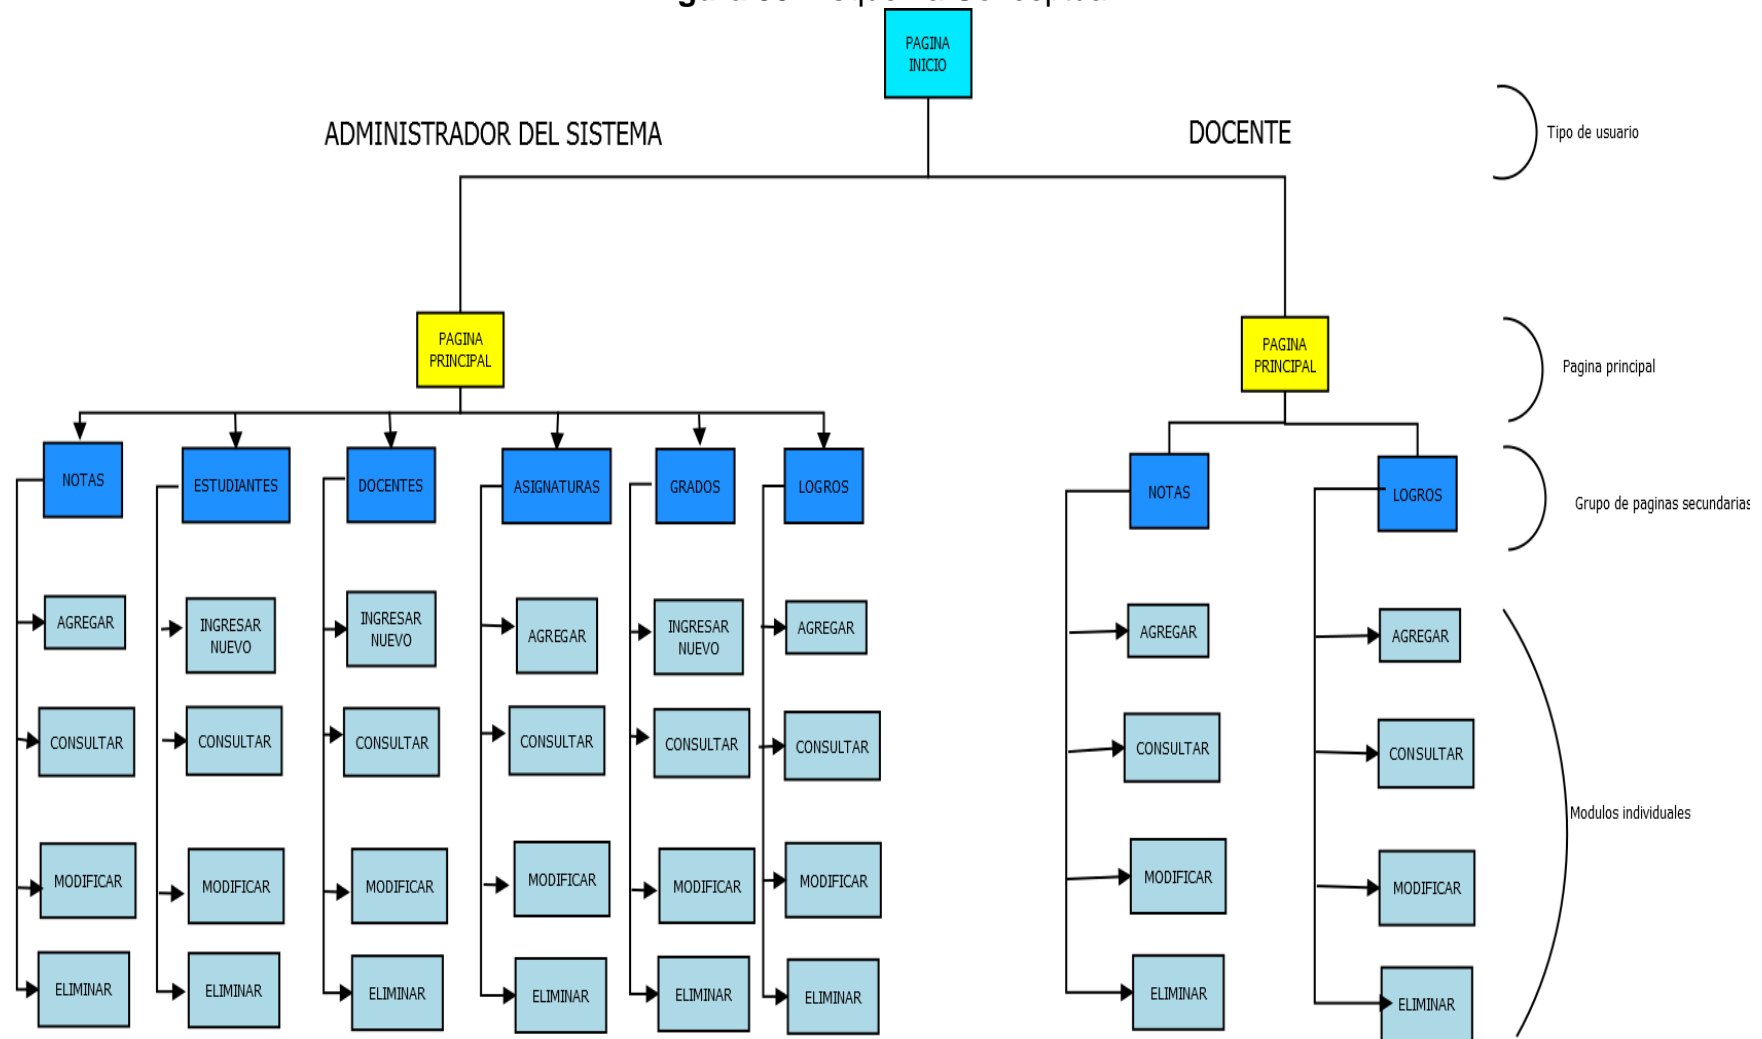 PAGINA
INICIO
ADMINISTRADOR DEL SISTEMA
DOCENTE
Tipo de usuario
PAGINA
PRINCIPAL
PAGINA
PRINCIPAL
Pagina principal
NOTAS
ESTUDIANTES
DOCENTES
ASIGNATURAS
GRADOS
LOGROS
NOTAS
LOGROS
Grupo de paginas secundarias
AGREGAR
INGRESAR
NUEVO
INGRESAR
NUEVO
AGREGAR
INGRESAR
NUEVO
AGREGAR
AGREGAR
AGREGAR
CONSULTAR
CONSULTAR
CONSULTAR
CONSULTAR
CONSULTAR
CONSULTAR
CONSULTAR
CONSULTAR
Modulos individuales
MODIFICAR
MODIFICAR
MODIFICAR
MODIFICAR
MODIFICAR
MODIFICAR
MODIFICAR
MODIFICAR
ELIMINAR
ELIMINAR
ELIMINAR
ELIMINAR
ELIMINAR
ELIMINAR
ELIMINAR
ELIMINAR